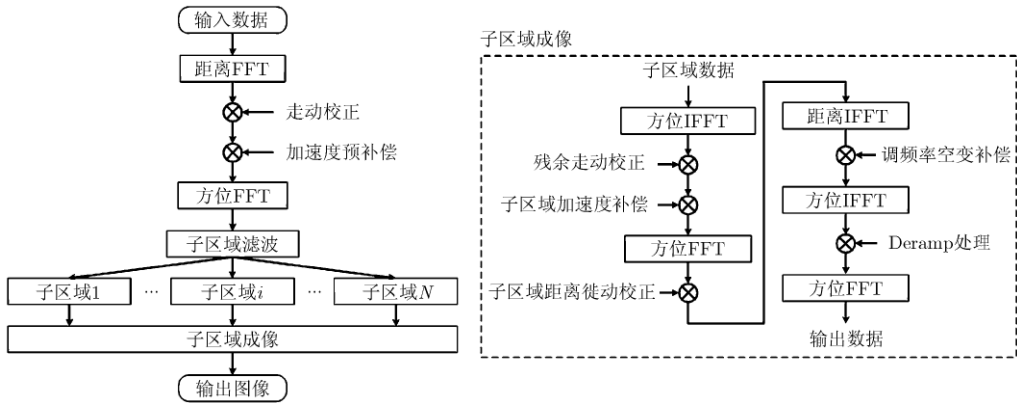 输入数据
距离FFT
走动校正
加速度预补偿
方位FFT
子区域滤波
子区域1 ··· 子区域i ··· 子区域N
子区域成像
输出图像
子区域成像
子区域数据
方位IFFT
残余走动校正
子区域加速度补偿
方位FFT
子区域距离徙动校正
距离IFFT
调频率空变补偿
方位IFFT
Deramp处理
方位FFT
输出数据